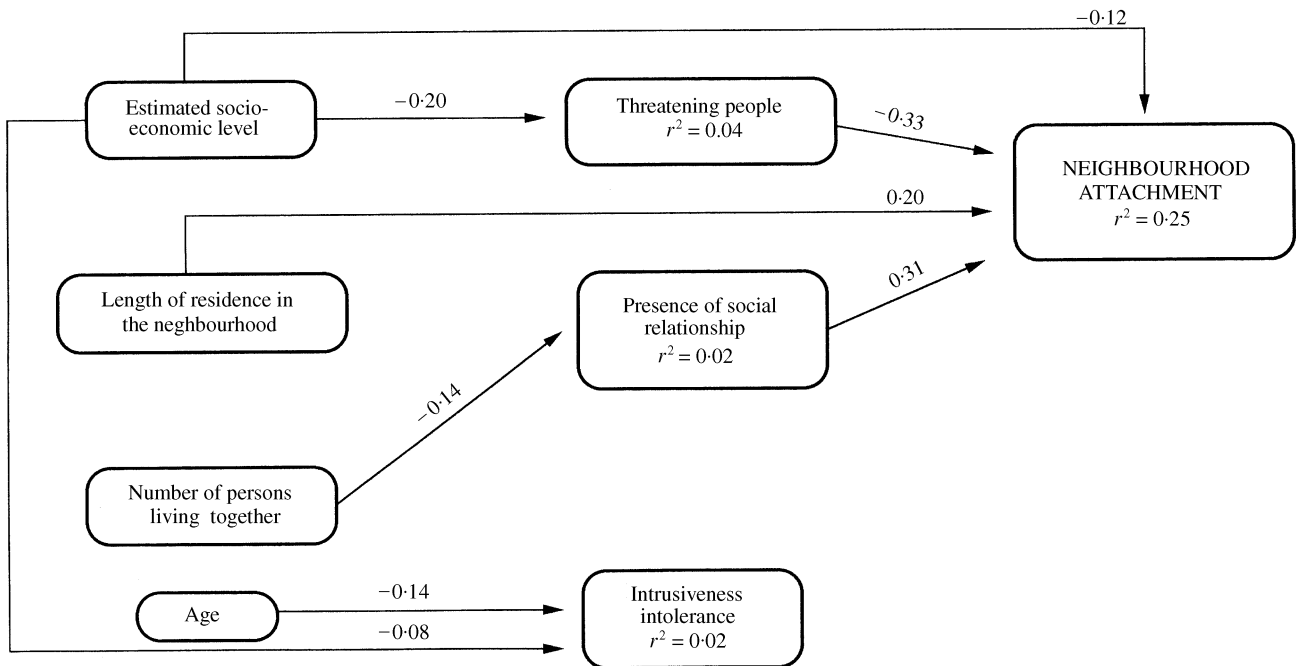 −0·12
Estimated socio-
economic level
−0·20
Threatening people
r² = 0.04
−0·33
NEIGHBOURHOOD
ATTACHMENT
r² = 0·25
0·20
Length of residence in
the neghbourhood
Presence of social
relationship
r² = 0·02
0·31
−0·14
Number of persons
living together
Age
−0·14
−0·08
Intrusiveness
intolerance
r² = 0·02